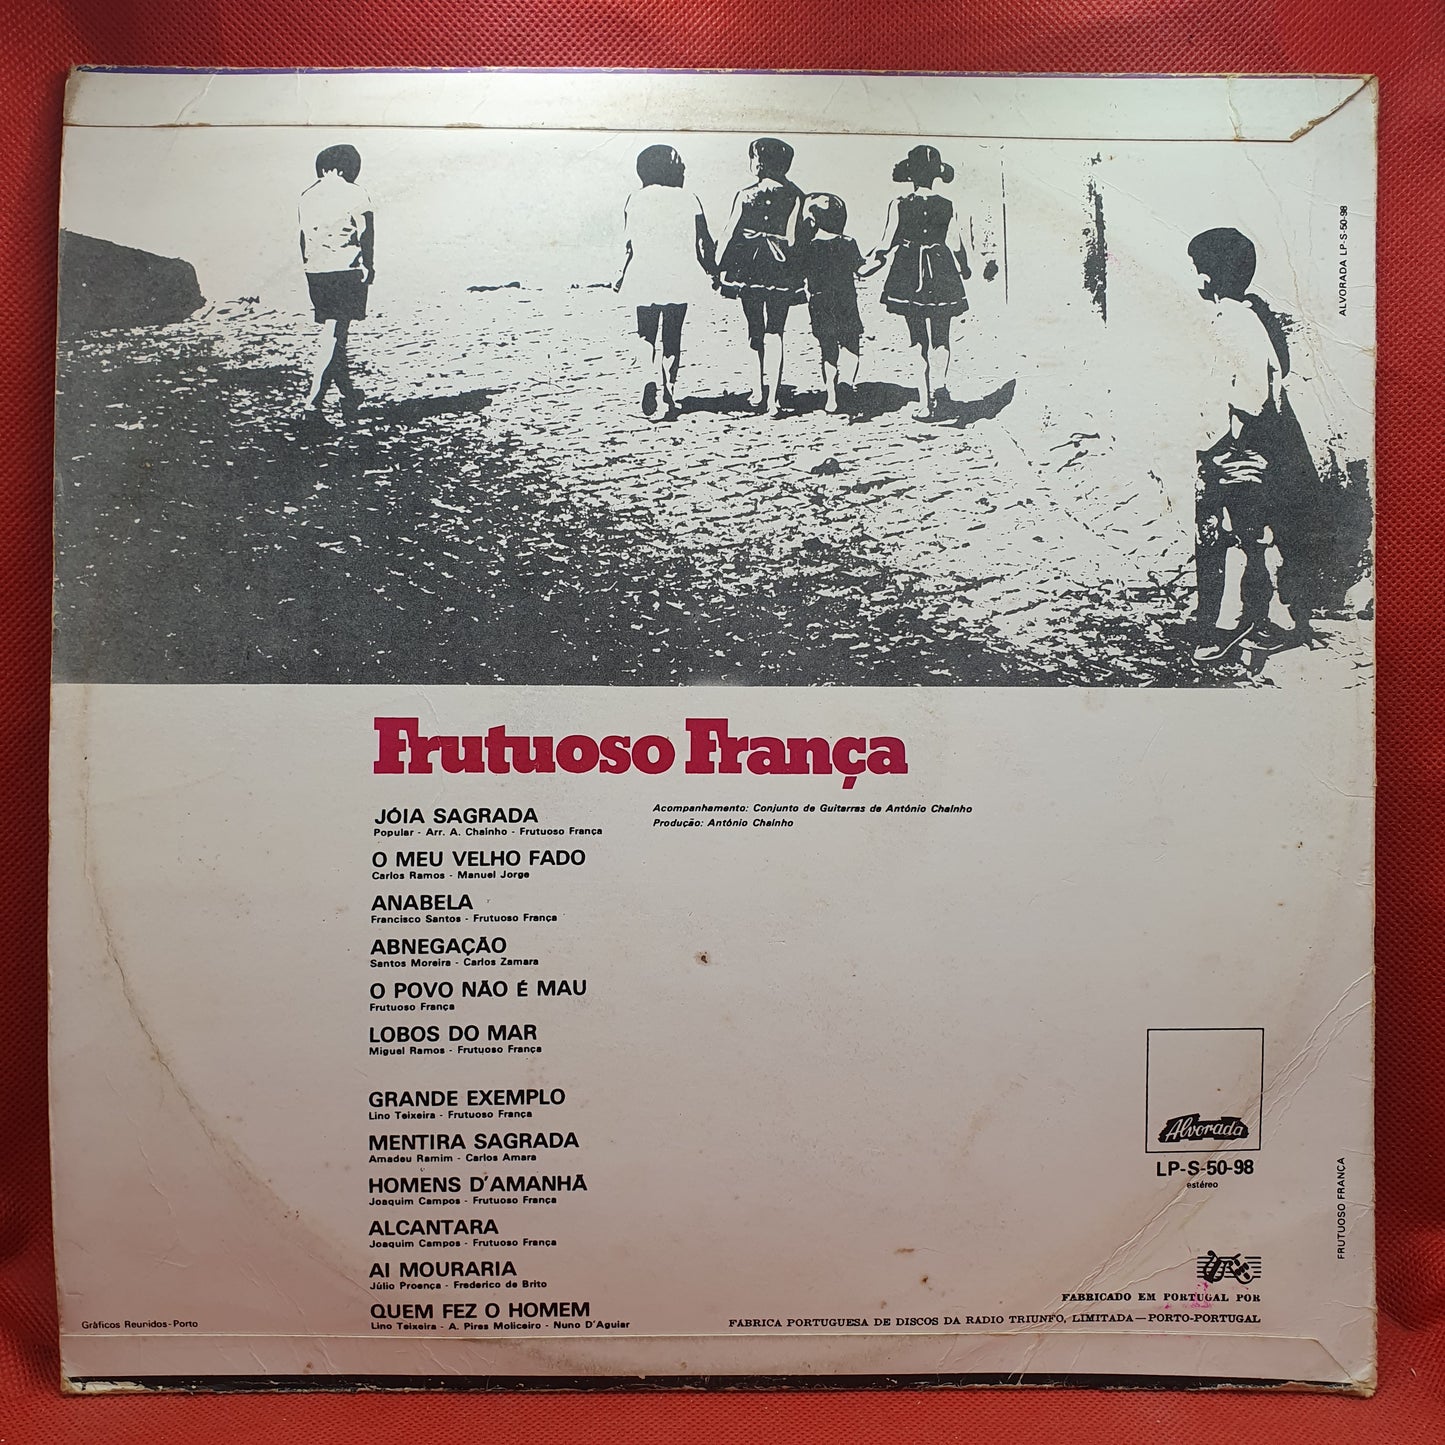 ALVORADA LP-S-50-98
Frutuoso França
JÓIA SAGRADA
Popular - Arr. A. Chaínho - Frutuoso França
Acompanhamento: Conjunto de Guitarras de António Chaínho
Produção: António Chaínho
O MEU VELHO FADO
Carlos Ramos - Manuel Jorge
ANABELA
Francisco Santos - Frutuoso França
ABNEGAÇÃO
Santos Moreira - Carlos Zamara
O POVO NÃO É MAU
Frutuoso França
LOBOS DO MAR
Miguel Ramos - Frutuoso França
GRANDE EXEMPLO
Lino Teixeira - Frutuoso França
MENTIRA SAGRADA
Amadeu Ramim - Carlos Amara
HOMENS D'AMANHÃ
Joaquim Campos - Frutuoso França
ALCANTARA
Joaquim Campos - Frutuoso França
AI MOURARIA
Júlio Proença - Frederico de Brito
QUEM FEZ O HOMEM
Lino Teixeira - A. Pires Moliceiro - Nuno D'Aguiar
Alvorada
LP-S-50-98
estéreo
FRUTUOSO FRANÇA
FABRICADO EM PORTUGAL POR
FÁBRICA PORTUGUESA DE DISCOS DA RÁDIO TRIUNFO, LIMITADA—PORTO-PORTUGAL
Gráficos Reunidos-Porto